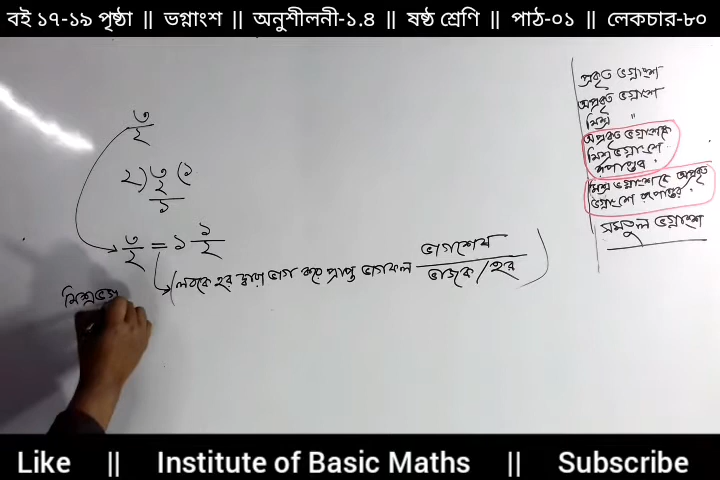 বই ১৭-১৯ পৃষ্ঠা || ভগ্নাংশ || অনুশীলনী-১.৪ || ষষ্ঠ শ্রেণি || পাঠ-০১ || লেকচার-৮০
৩/২
২) ৩ (১
২
১
৩/২ = ১ ১/২
(লবকে হর দ্বারা ভাগ করে প্রাপ্ত ভাগফল ভাগশেষ/ভাজক/হর)
মিশ্রভগ্ন
প্রকৃত ভগ্নাংশ
অপ্রকৃত ভগ্নাংশ
মিশ্র "
অপ্রকৃত ভগ্নাংশকে
মিশ্র ভগ্নাংশে
রূপান্তর
মিশ্র ভগ্নাংশকে অপ্রকৃত
ভগ্নাংশে রূপান্তর
সমতুল ভগ্নাংশ
Like || Institute of Basic Maths || Subscribe